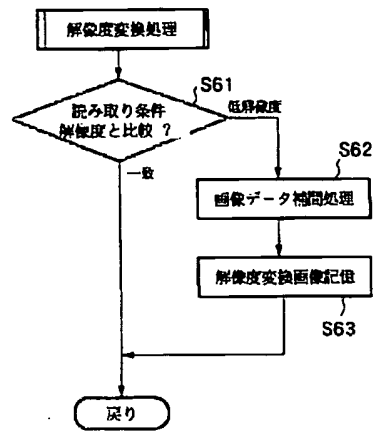 解像度変換処理
S61
読み取り条件
解像度と比較 ?
低解像度
一致
S62
画像データ補間処理
解像度変換画像記憶
S63
戻り